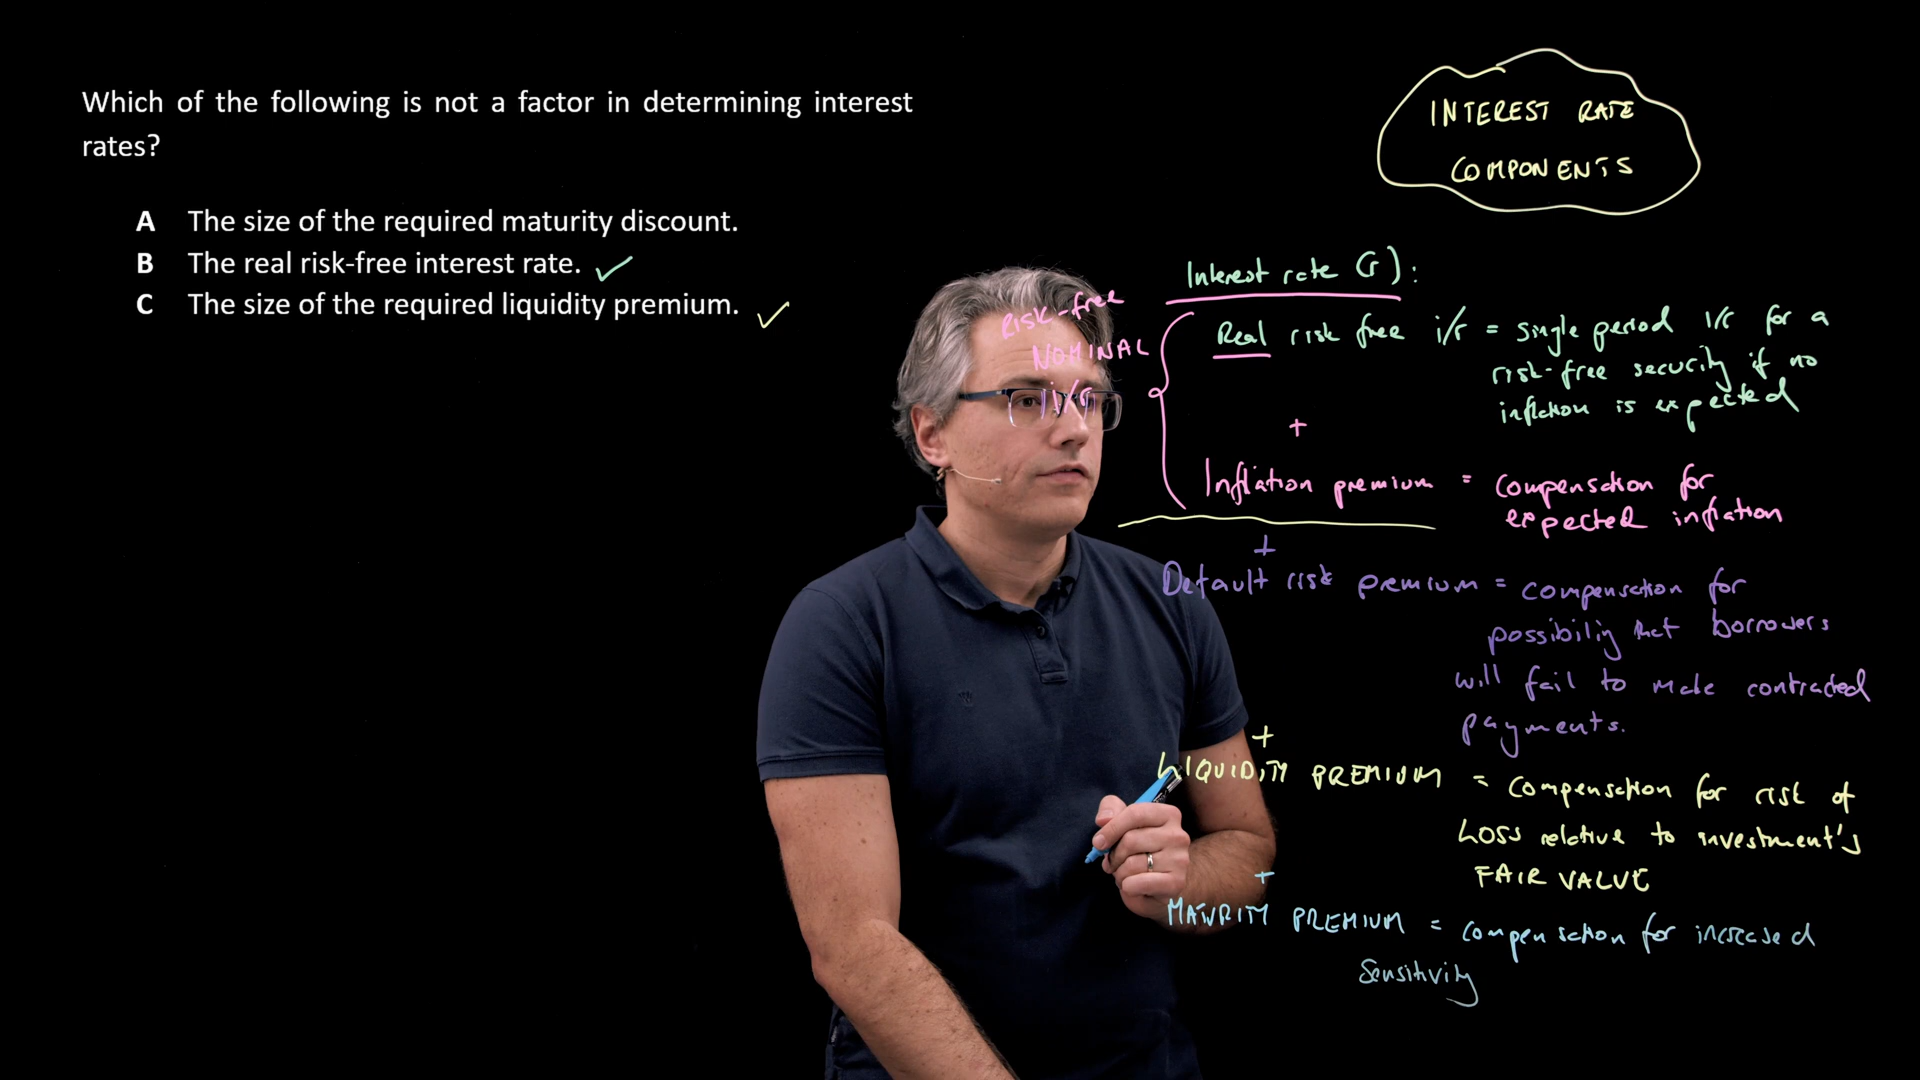 Which of the following is not a factor in determining interest
rates?
A The size of the required maturity discount.
B The real risk-free interest rate.
C The size of the required liquidity premium.
INTEREST RATE
COMPONENTS
Interest rate (r):
Risk-free
NOMINAL
i/r
Real risk free i/r = single period i/r for a
risk-free security if no
inflation is expected
+
Inflation premium = compensation for
expected inflation
+
Default risk premium = compensation for
possibility that borrowers
will fail to make contracted
payments.
+
LIQUIDITY PREMIUM = compensation for risk of
LOSS relative to investment's
FAIR VALUE
+
MATURITY PREMIUM = compensation for increased
sensitivity